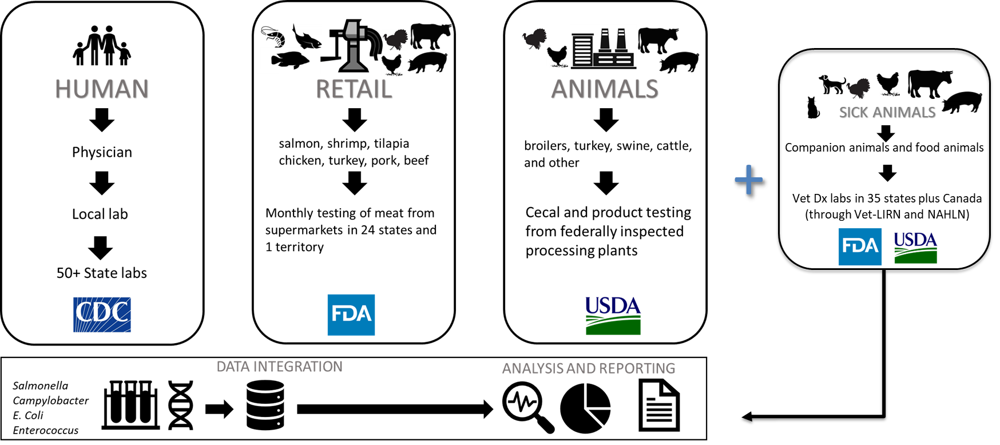 HUMAN
Physician
Local lab
50+ State labs
CDC
RETAIL
salmon, shrimp, tilapia
chicken, turkey, pork, beef
Monthly testing of meat from
supermarkets in 24 states and
1 territory
FDA
ANIMALS
broilers, turkey, swine, cattle,
and other
Cecal and product testing
from federally inspected
processing plants
USDA
+
SICK ANIMALS
Companion animals and food animals
Vet Dx labs in 35 states plus Canada
(through Vet-LIRN and NAHLN)
FDA
USDA
DATA INTEGRATION
ANALYSIS AND REPORTING
Salmonella
Campylobacter
E. Coli
Enterococcus